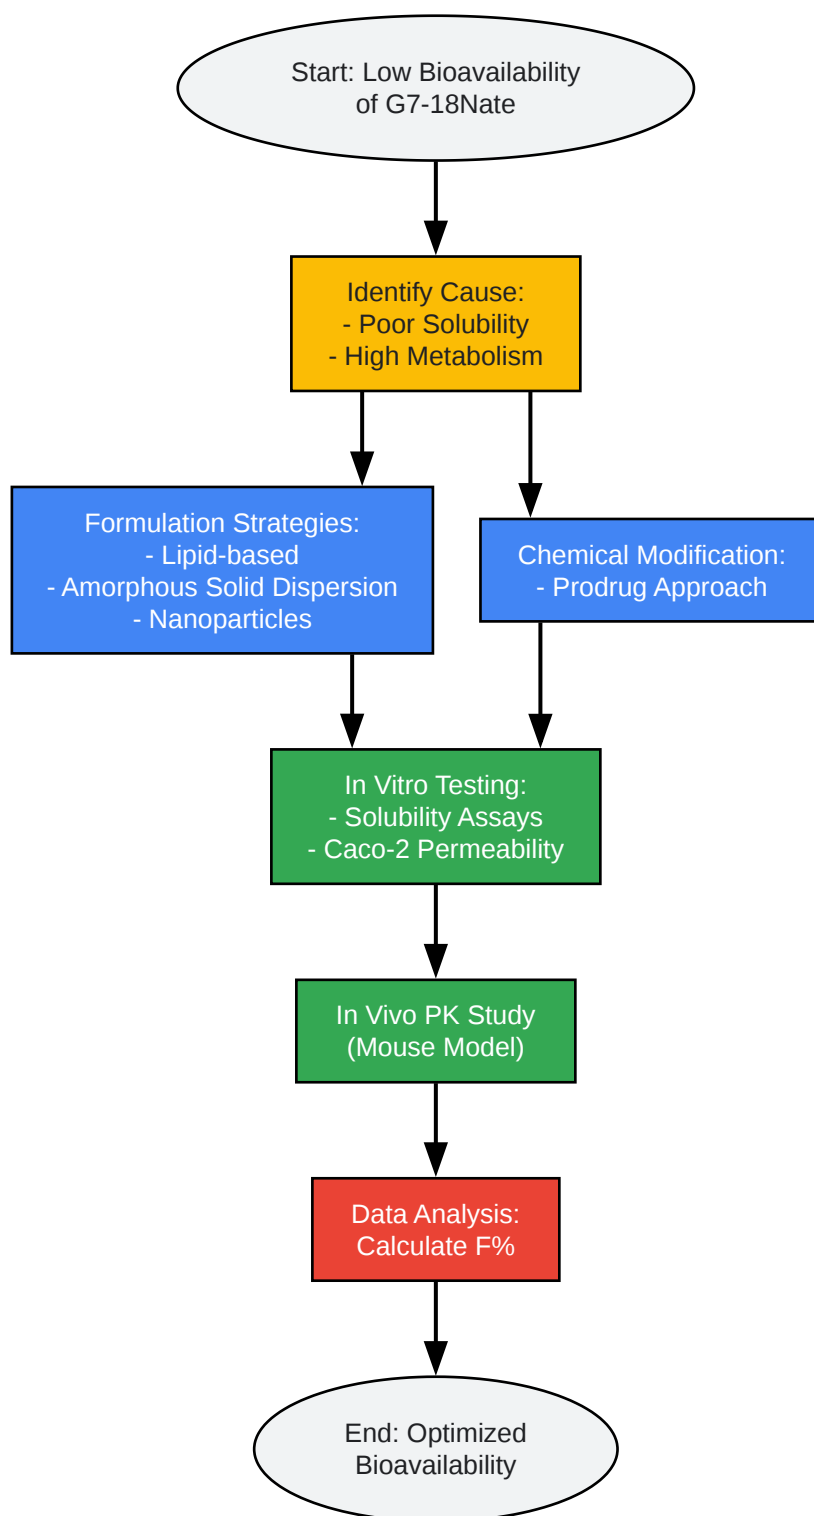 Start: Low Bioavailability
of G7-18Nate
Identify Cause:
- Poor Solubility
- High Metabolism
Formulation Strategies:
- Lipid-based
- Amorphous Solid Dispersion
- Nanoparticles
Chemical Modification:
- Prodrug Approach
In Vitro Testing:
- Solubility Assays
- Caco-2 Permeability
In Vivo PK Study
(Mouse Model)
Data Analysis:
Calculate F%
End: Optimized
Bioavailability